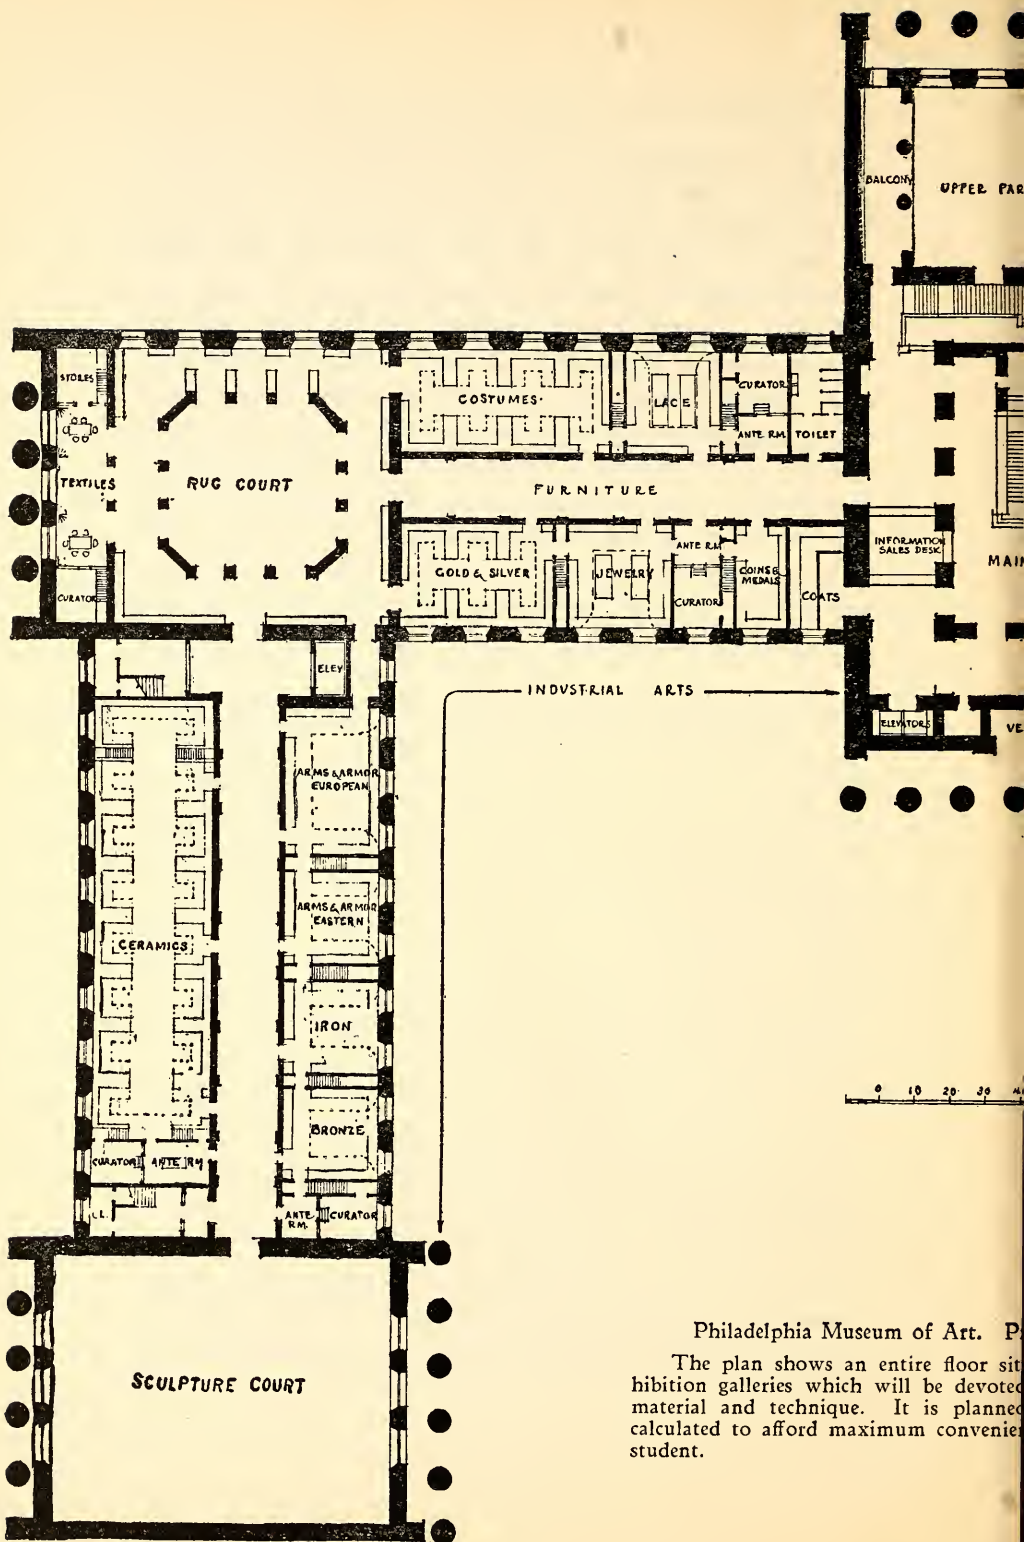 BALCONY
UPPER PAR
STORES
COSTUMES
LACE
CURATOR
ANTE. RM.
TOILET
TEXTILES
RUG COURT
FURNITURE
INFORMATION
SALES DESK
MAIN
GOLD & SILVER
JEWELRY
ANTE R.M
CURATOR
COINS &
MEDALS
COATS
CURATOR
ELEV
INDUSTRIAL ARTS
ELEVATORS
VE
ARMS & ARMOR
EUROPEAN
ARMS & ARMOR
EASTERN
CERAMICS
IRON
BRONZE
0 10 20 30
CURATOR
ANTE RM
ANTE
RM.
CURATOR
SCULPTURE COURT
Philadelphia Museum of Art. P
The plan shows an entire floor sit
hibition galleries which will be devoted
material and technique. It is planned
calculated to afford maximum convenie
student.